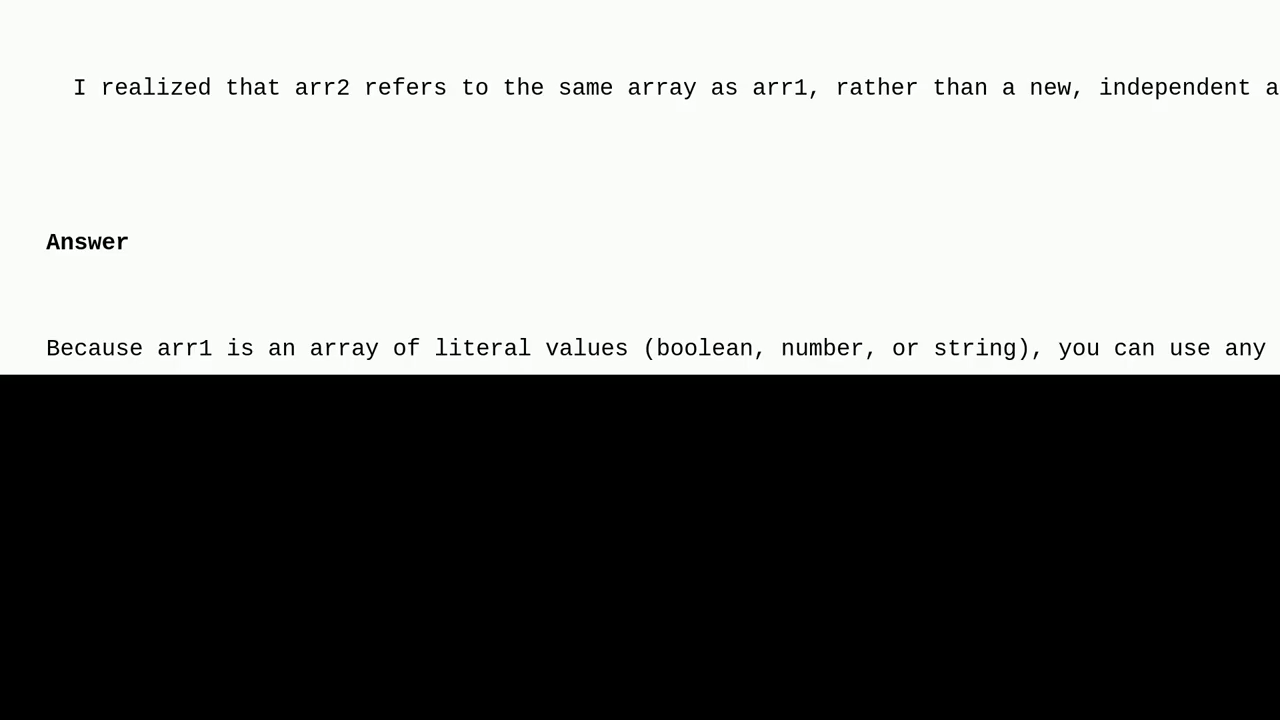 I realized that arr2 refers to the same array as arr1, rather than a new, independent a
Answer
Because arr1 is an array of literal values (boolean, number, or string), you can use any